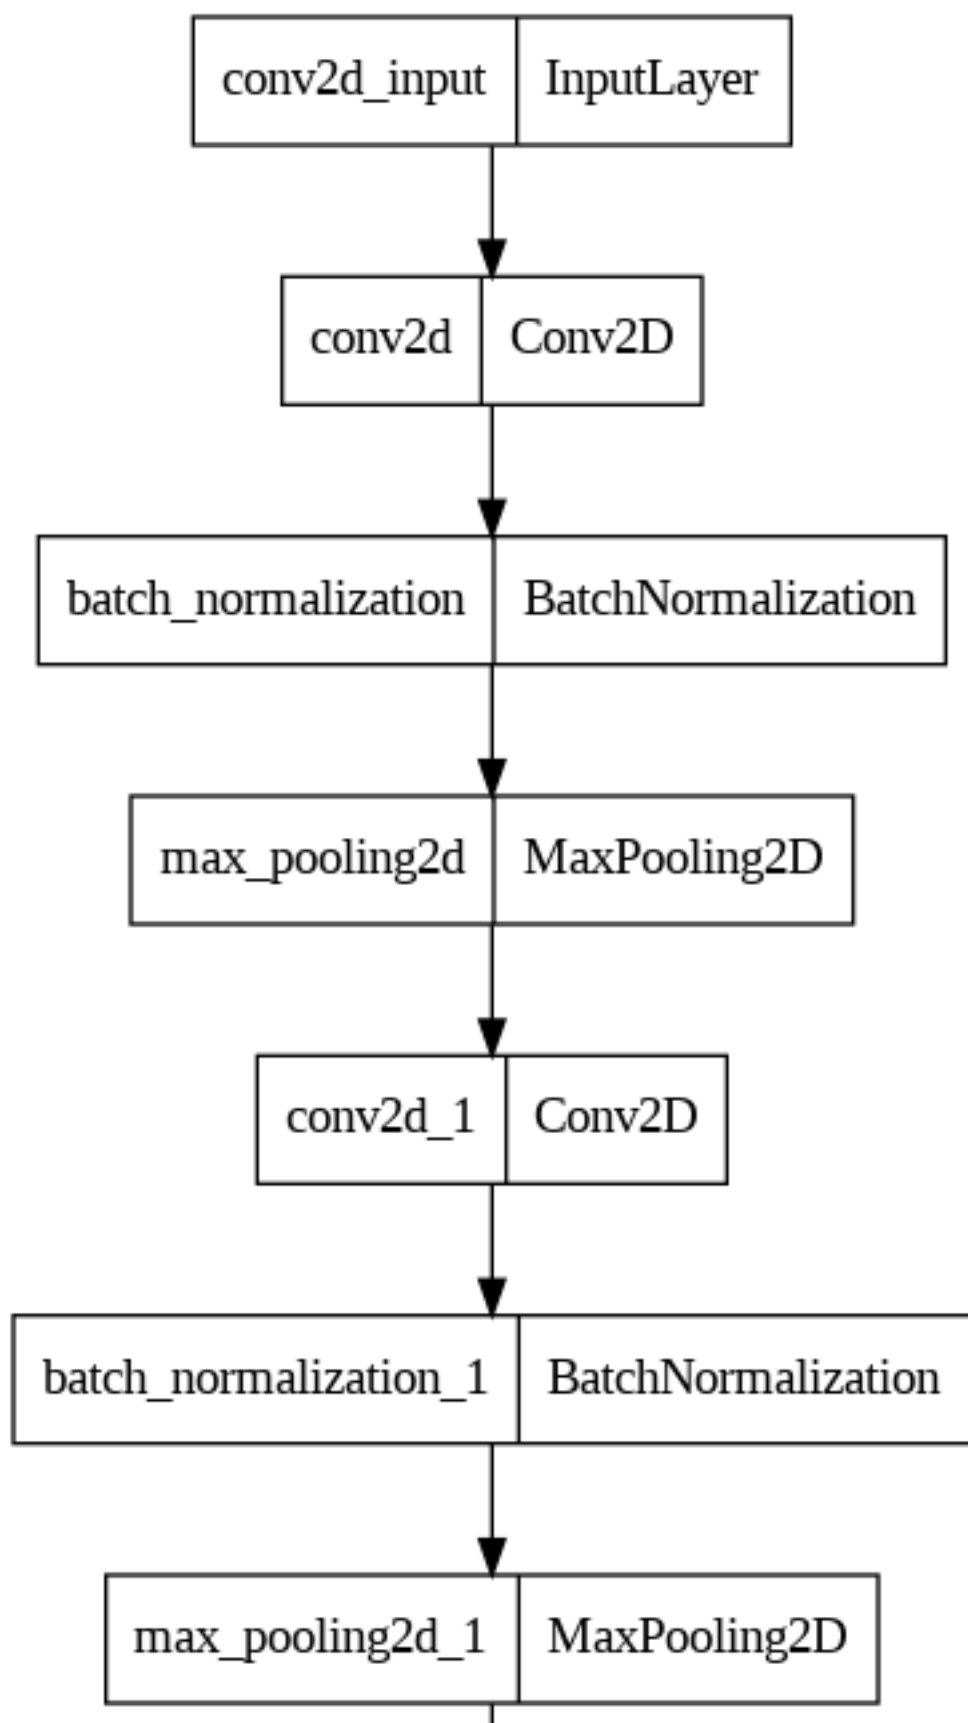 conv2d_input InputLayer
conv2d Conv2D
batch_normalization BatchNormalization
max_pooling2d MaxPooling2D
conv2d_1 Conv2D
batch_normalization_1 BatchNormalization
max_pooling2d_1 MaxPooling2D